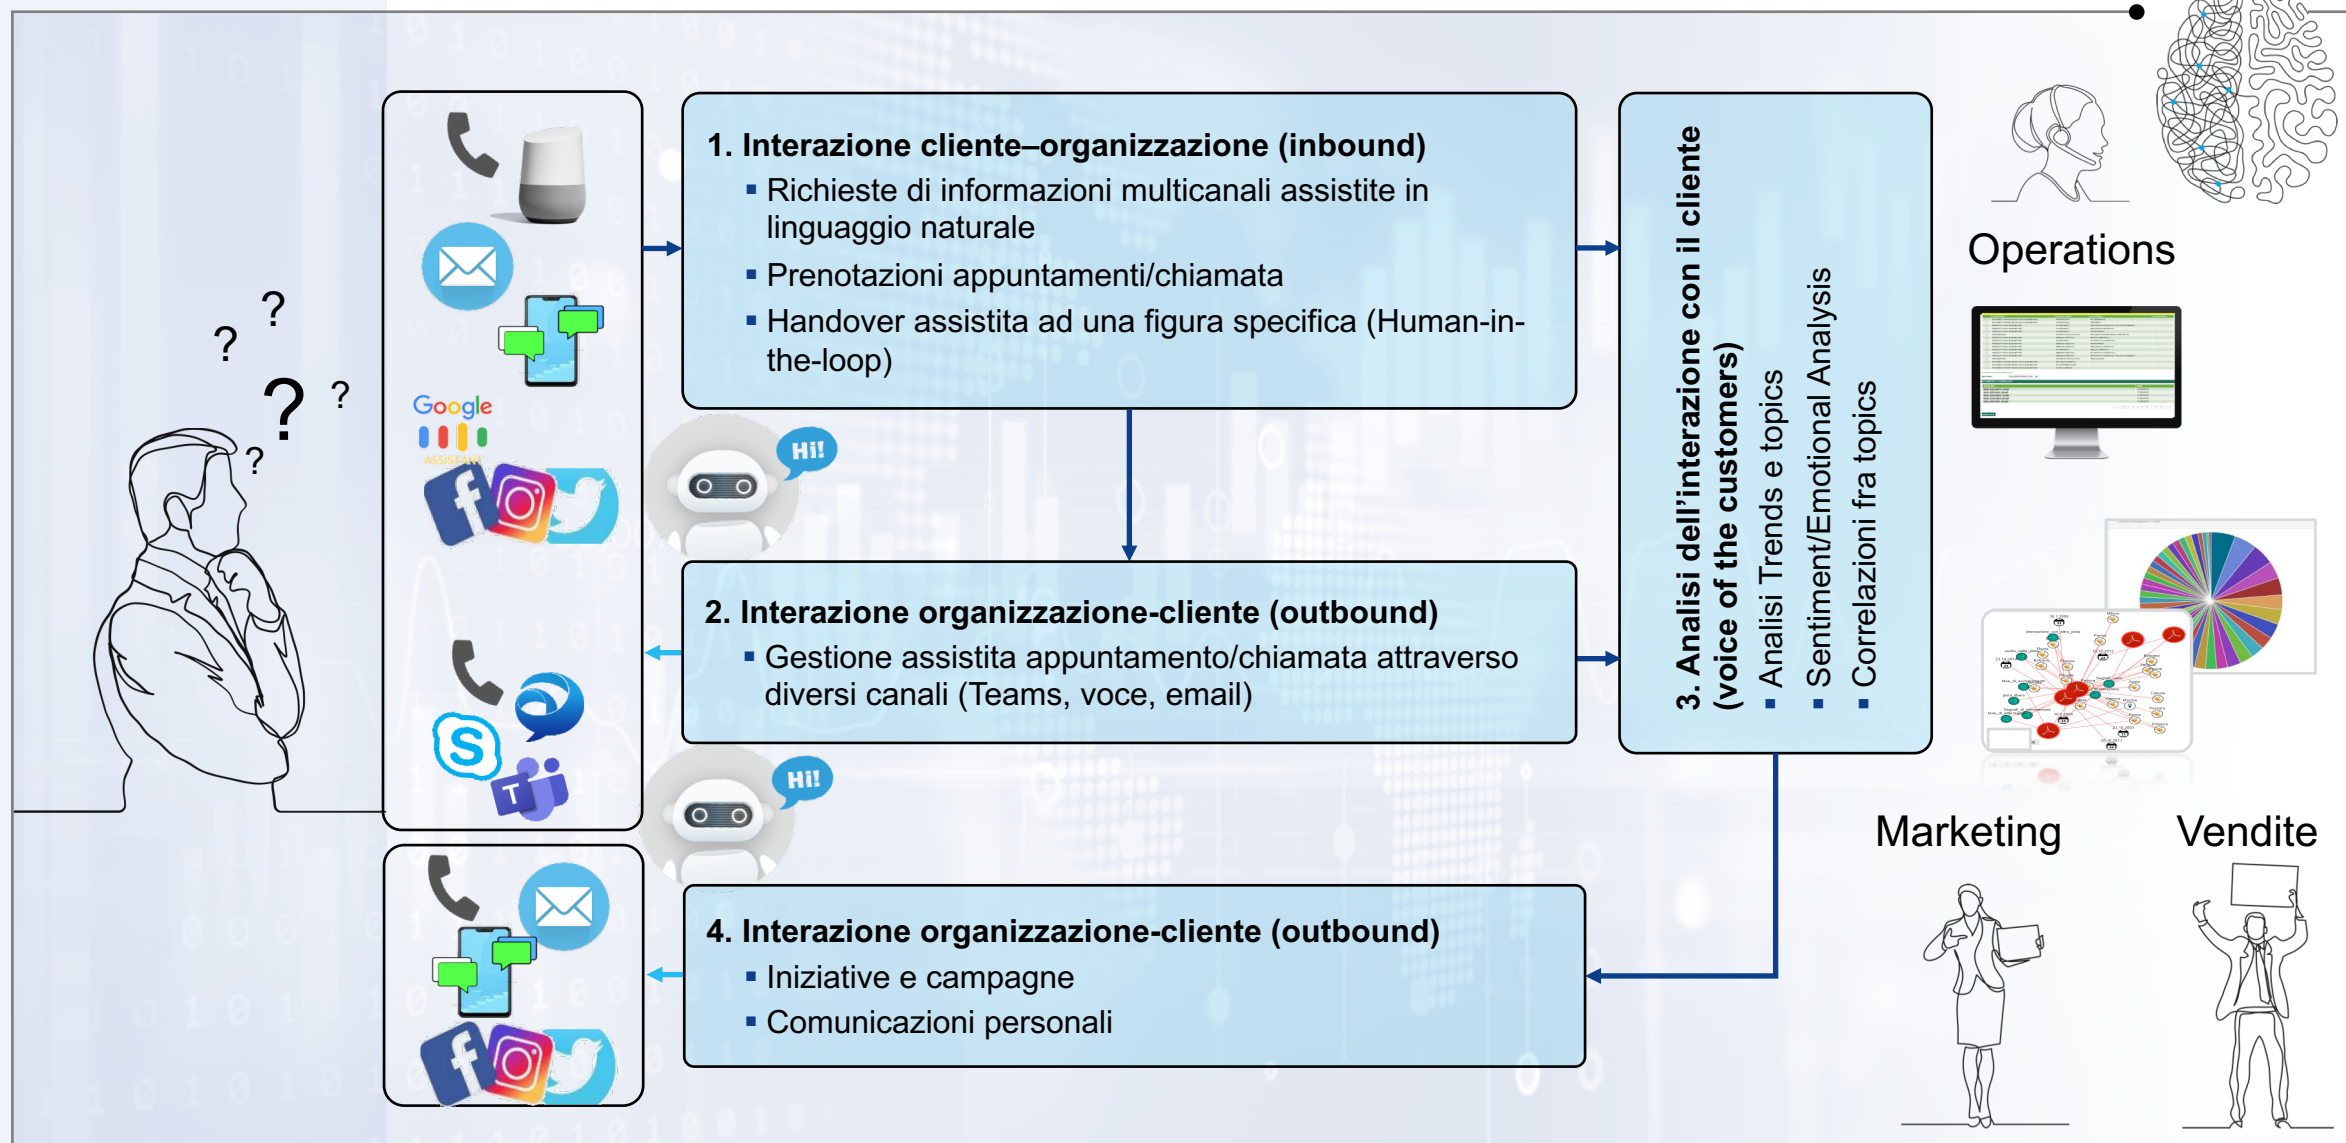 1. Interazione cliente–organizzazione (inbound)
▪ Richieste di informazioni multicanali assistite in
linguaggio naturale
▪ Prenotazioni appuntamenti/chiamata
▪ Handover assistita ad una figura specifica (Human-in-
the-loop)
?
?
?
?
?
Google
ASSISTANT
Hi!
2. Interazione organizzazione-cliente (outbound)
▪ Gestione assistita appuntamento/chiamata attraverso
diversi canali (Teams, voce, email)
S
T
Hi!
3. Analisi dell'interazione con il cliente
(voice of the customers)
▪ Analisi Trends e topics
▪ Sentiment/Emotional Analysis
▪ Correlazioni fra topics
4. Interazione organizzazione-cliente (outbound)
▪ Iniziative e campagne
▪ Comunicazioni personali
Operations
Marketing
Vendite